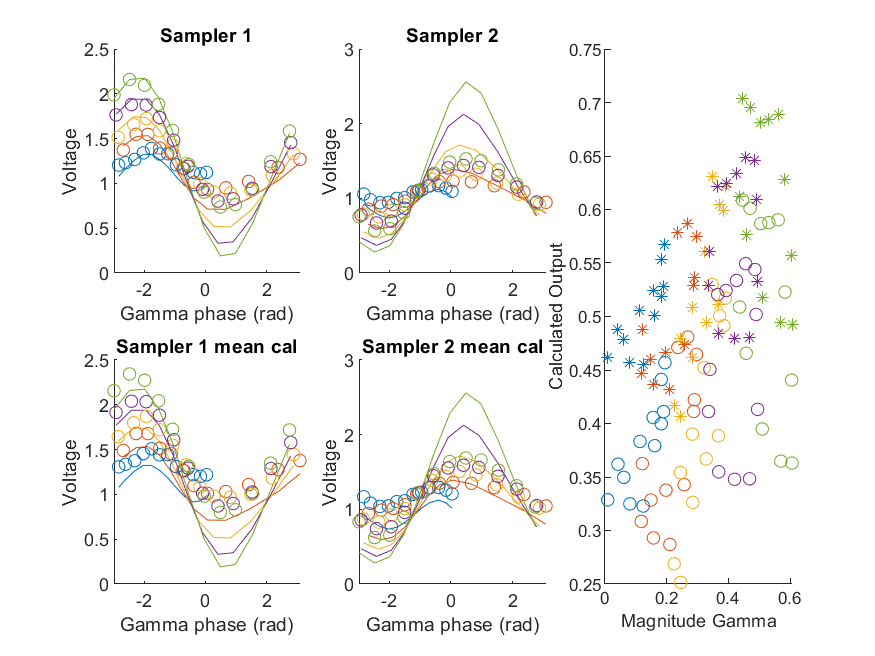 Sampler 1
2.5
2
1.5
1
0.5
0
Voltage
-2 0 2
Gamma phase (rad)
Sampler 2
3
2
1
0
Voltage
-2 0 2
Gamma phase (rad)
Sampler 1 mean cal
2.5
2
1.5
1
0.5
0
Voltage
-2 0 2
Gamma phase (rad)
Sampler 2 mean cal
3
2
1
0
Voltage
-2 0 2
Gamma phase (rad)
0.75
0.7
0.65
0.6
0.55
0.5
0.45
0.4
0.35
0.3
0.25
Calculated Output
0 0.2 0.4 0.6
Magnitude Gamma